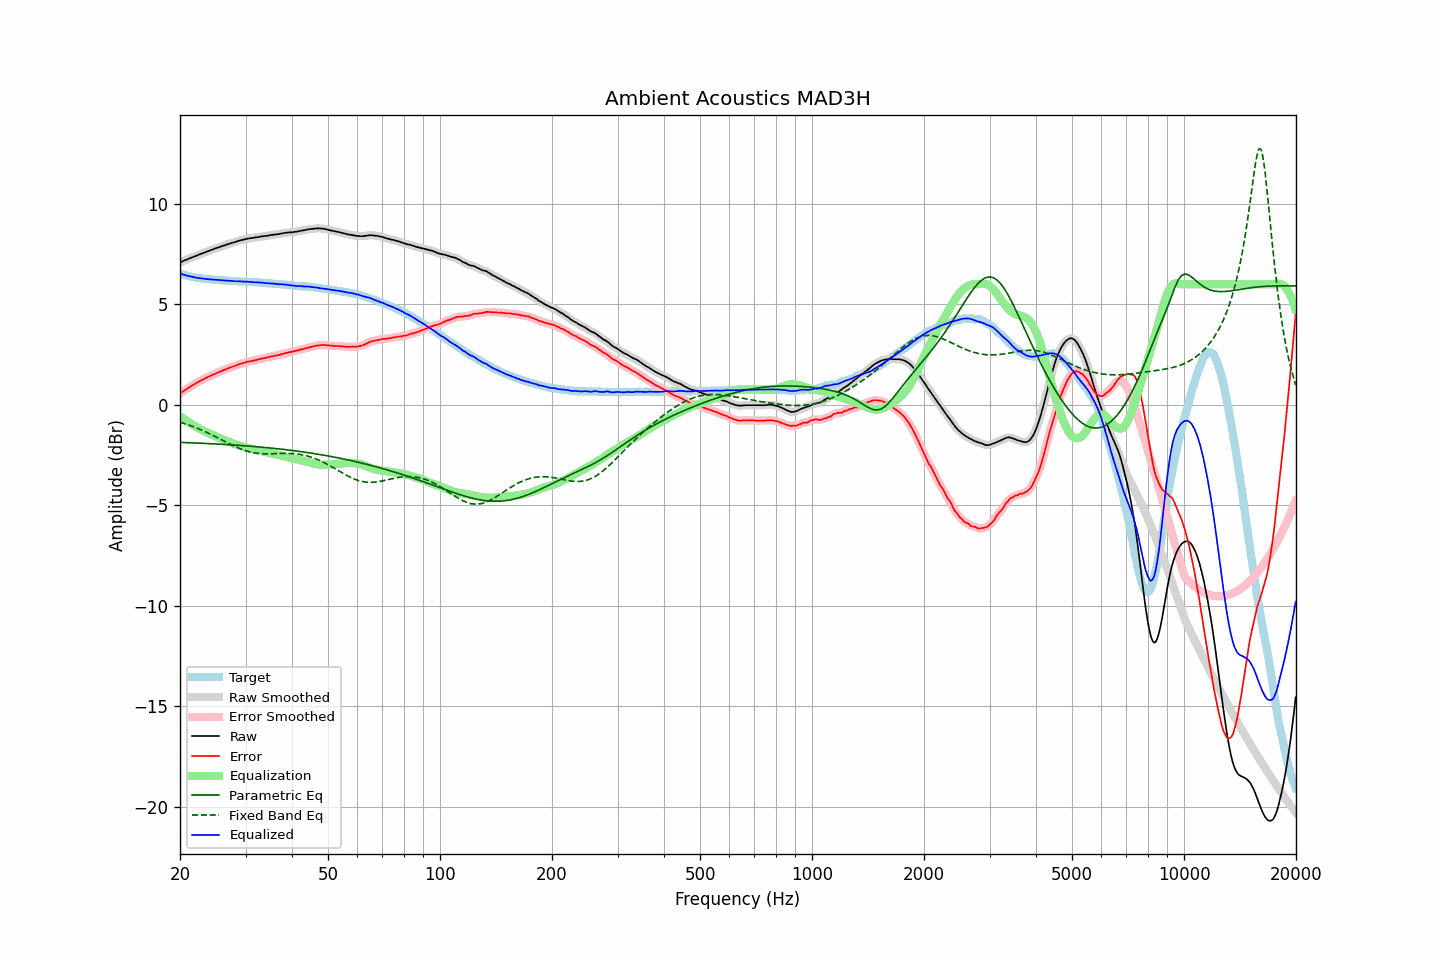 Ambient Acoustics MAD3H
Amplitude (dBr)
10
5
0
−5
−10
−15
−20
Target
Raw Smoothed
Error Smoothed
Raw
Error
Equalization
Parametric Eq
Fixed Band Eq
Equalized
20 50 100 200 500 1000 2000 5000 10000 20000
Frequency (Hz)